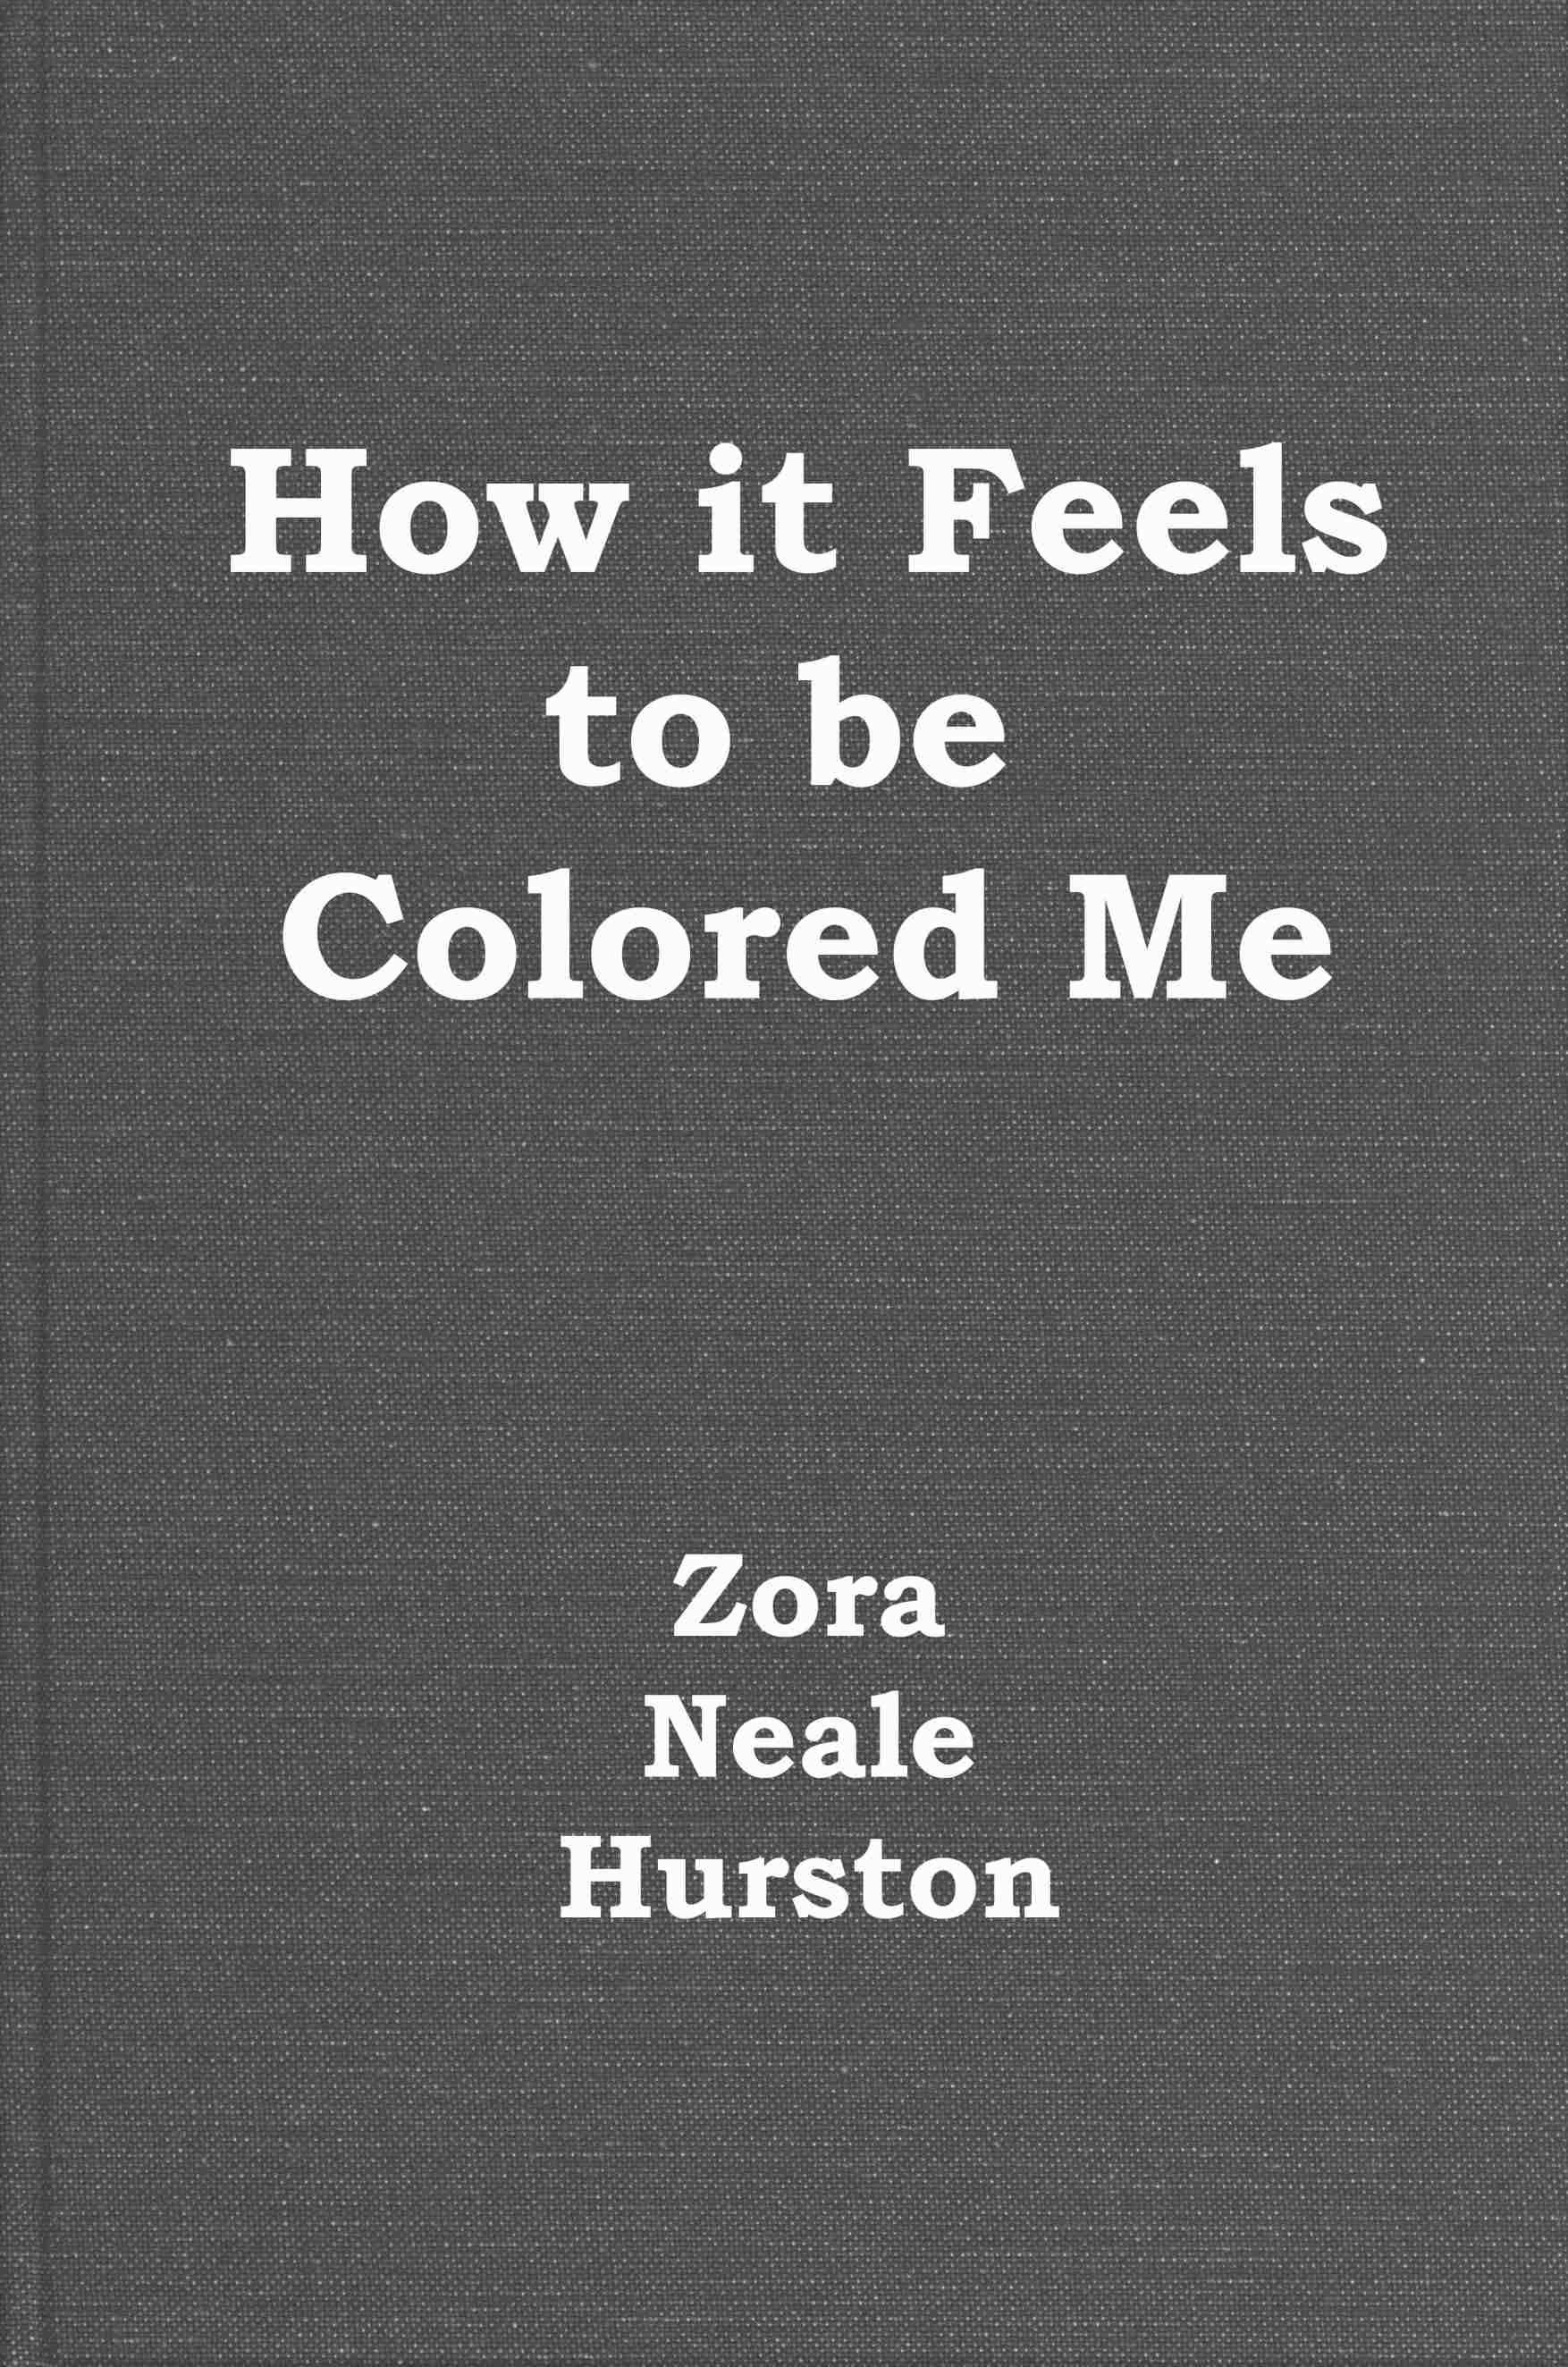 How it Feels
to be
Colored Me
Zora
Neale
Hurston